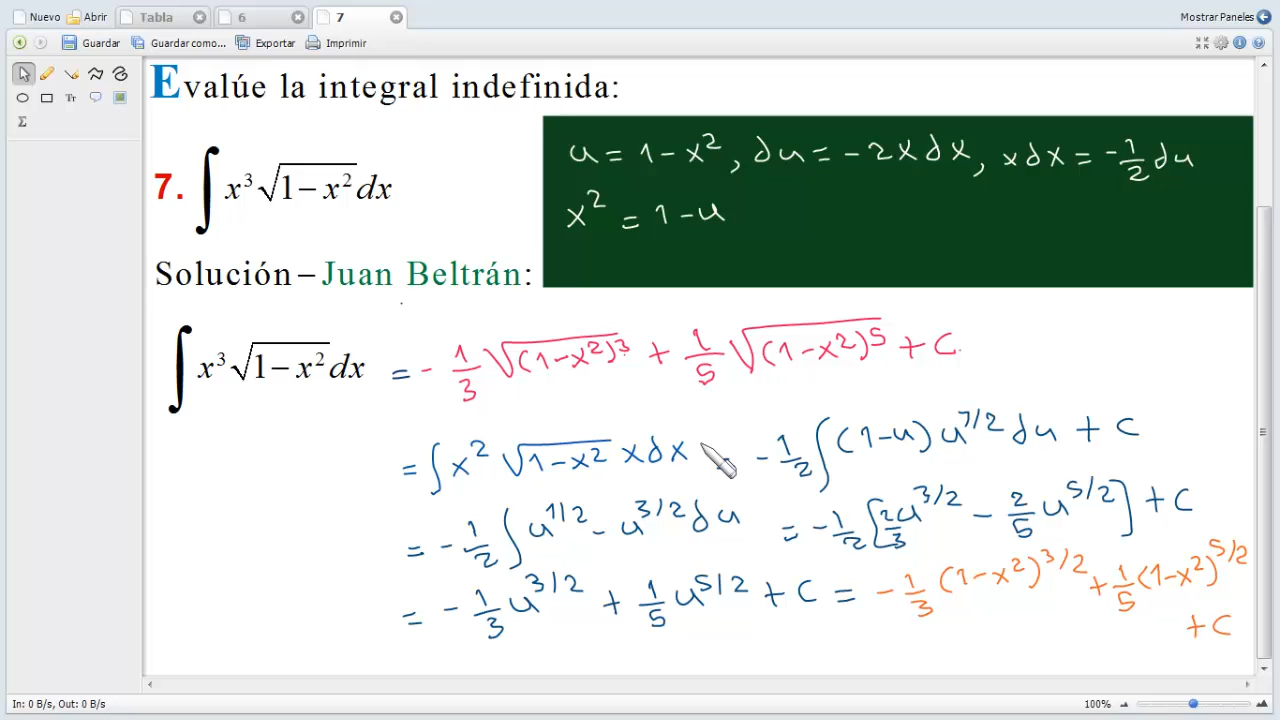 Nuevo Abrir Tabla 6 7 Mostrar Paneles
Guardar Guardar como... Exportar Imprimir
Evalúe la integral indefinida:
u = 1 - x², du = -2x dx, x dx = -1/2 du
x² = 1 - u
7. ∫ x³ √(1 - x²) dx
Solución – Juan Beltrán:
∫ x³ √(1 - x²) dx = - 1/3 √(1-x²)³ + 1/5 √(1-x²)⁵ + C
= ∫ x² √(1-x²) x dx - 1/2 ∫ (1-u) u^1/2 du + C
= - 1/2 ∫ u^1/2 - u^3/2 du = - 1/2 [2/3 u^3/2 - 2/5 u^5/2] + C
= - 1/3 u^3/2 + 1/5 u^5/2 + C = - 1/3 (1-x²)^3/2 + 1/5 (1-x²)^5/2
+ C
In: 0 B/s, Out: 0 B/s 100%